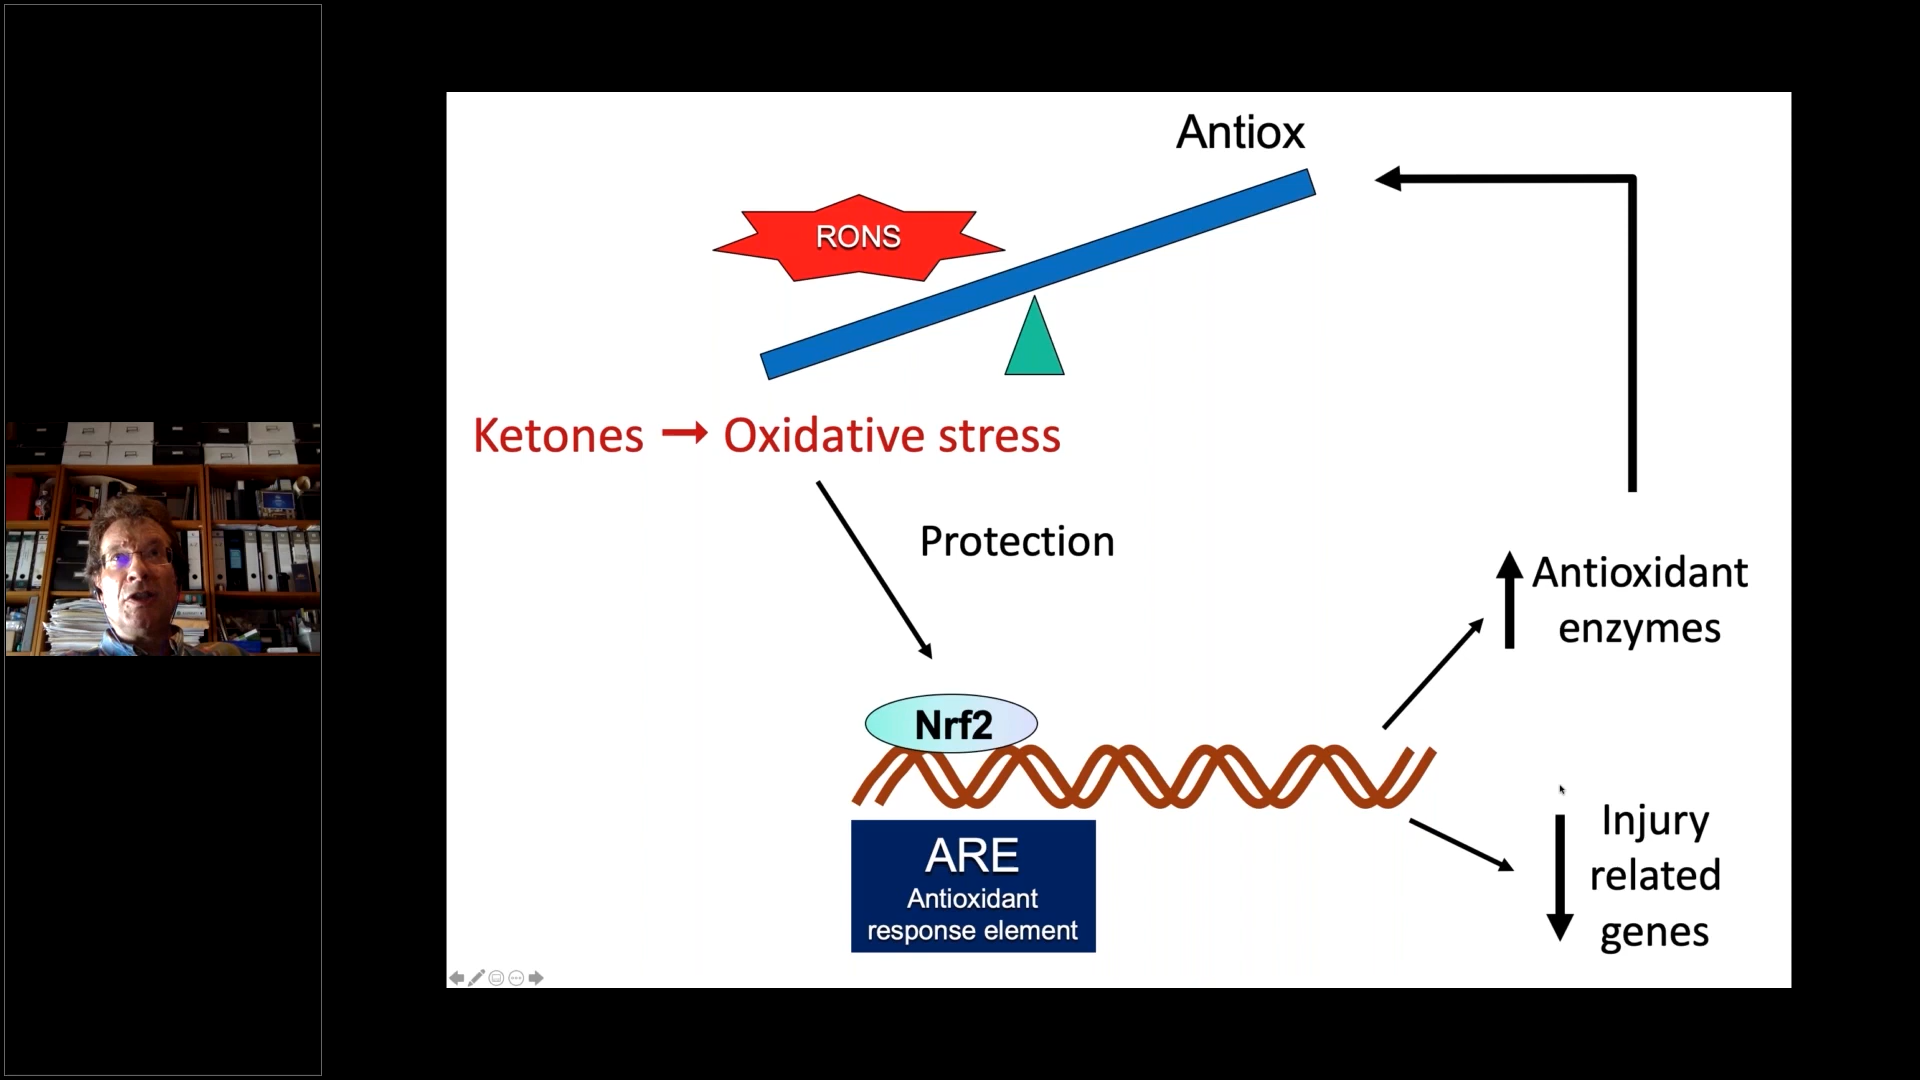 Antiox
RONS
Ketones → Oxidative stress
Protection
Antioxidant
enzymes
Nrf2
Injury
related
genes
ARE
Antioxidant
response element